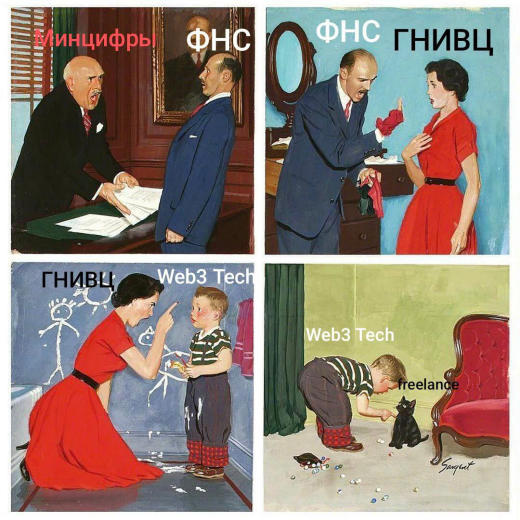 Минцифры
ФНС
ФНС
ГНИВЦ
ГНИВЦ
Web3 Tech
Web3 Tech
freelance
Sargent